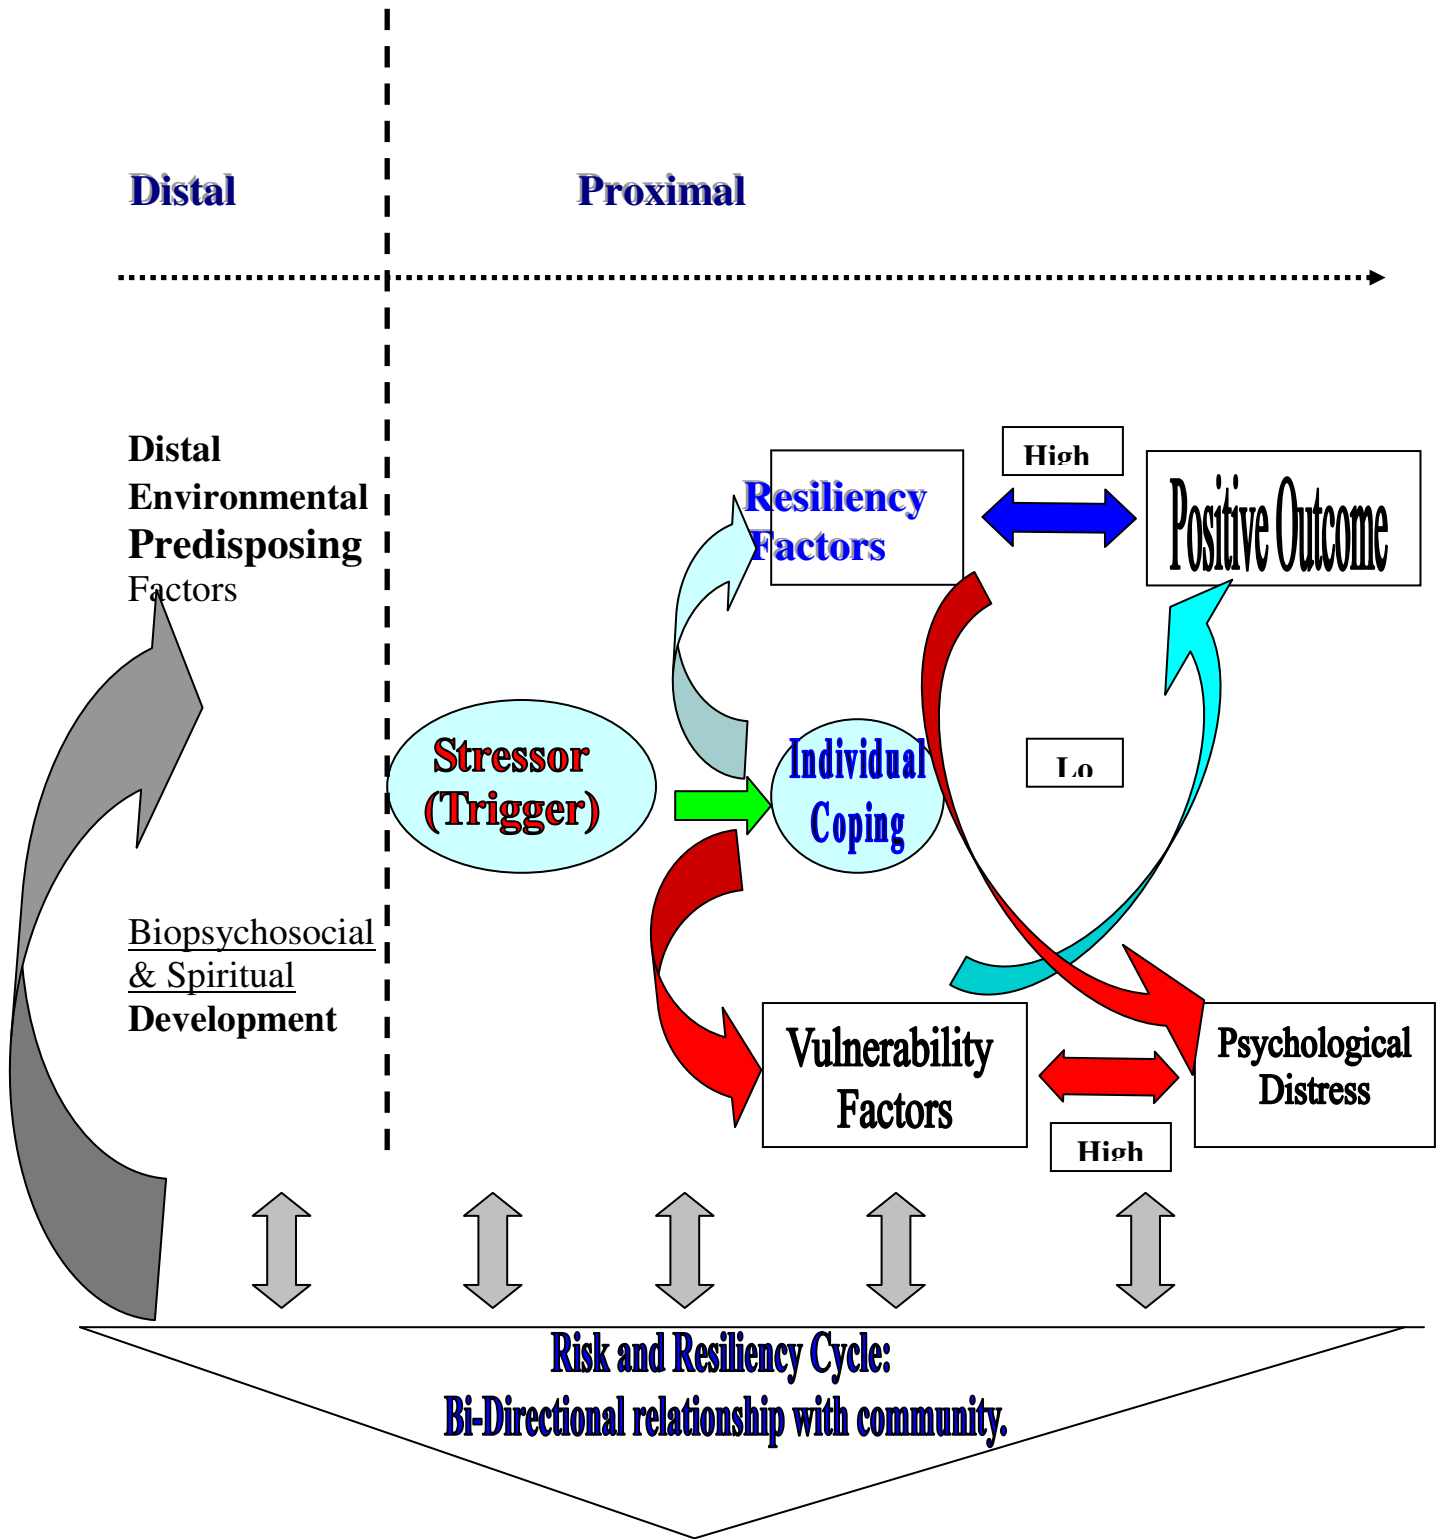 Distal
Proximal
Distal
Environmental
Predisposing
Factors
Biopsychosocial
& Spiritual
Development
Stressor
(Trigger)
Individual
Coping
Resiliency
Factors
High
Positive Outcome
Lo
Vulnerability
Factors
High
Psychological
Distress
Risk and Resiliency Cycle:
Bi-Directional relationship with community.